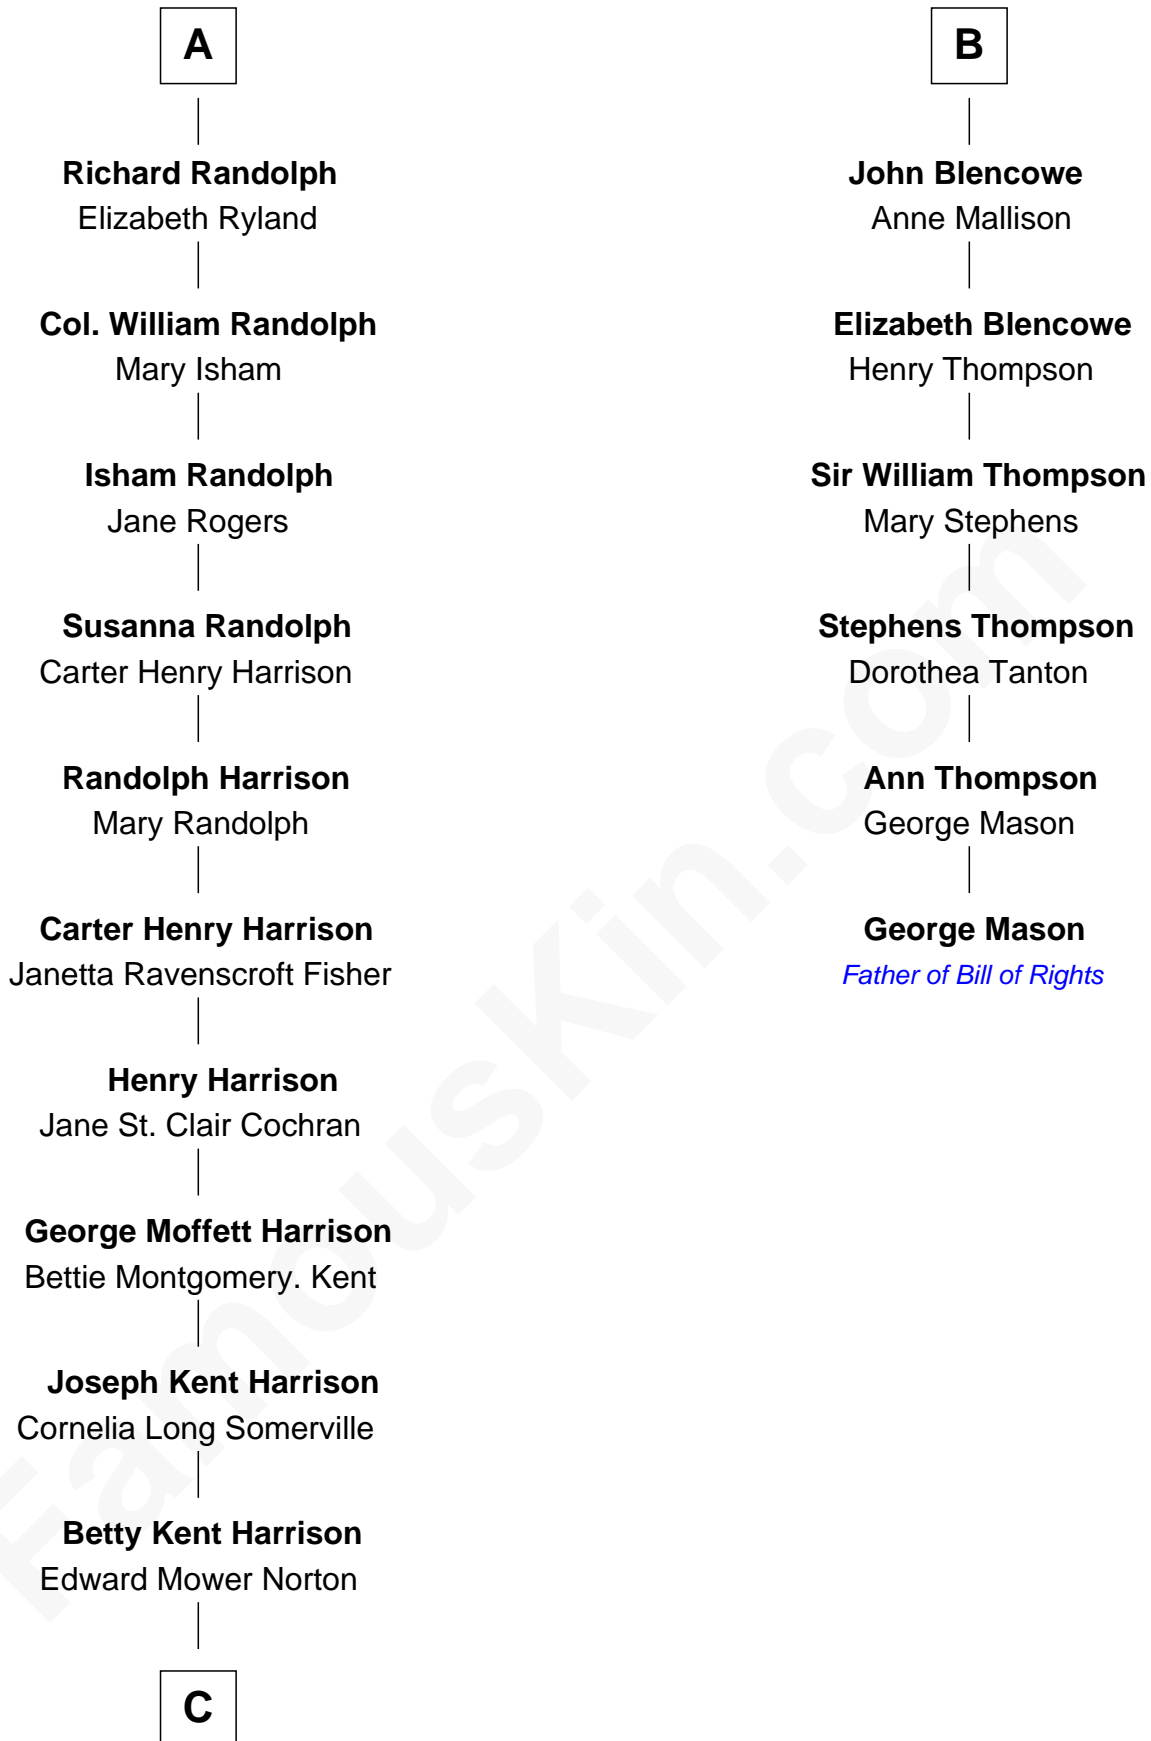 A
Richard Randolph
Elizabeth Ryland
Col. William Randolph
Mary Isham
Isham Randolph
Jane Rogers
Susanna Randolph
Carter Henry Harrison
Randolph Harrison
Mary Randolph
Carter Henry Harrison
Janetta Ravenscroft Fisher
Henry Harrison
Jane St. Clair Cochran
George Moffett Harrison
Bettie Montgomery. Kent
Joseph Kent Harrison
Cornelia Long Somerville
Betty Kent Harrison
Edward Mower Norton
C
B
John Blencowe
Anne Mallison
Elizabeth Blencowe
Henry Thompson
Sir William Thompson
Mary Stephens
Stephens Thompson
Dorothea Tanton
Ann Thompson
George Mason
George Mason
Father of Bill of Rights
FamousKin.com